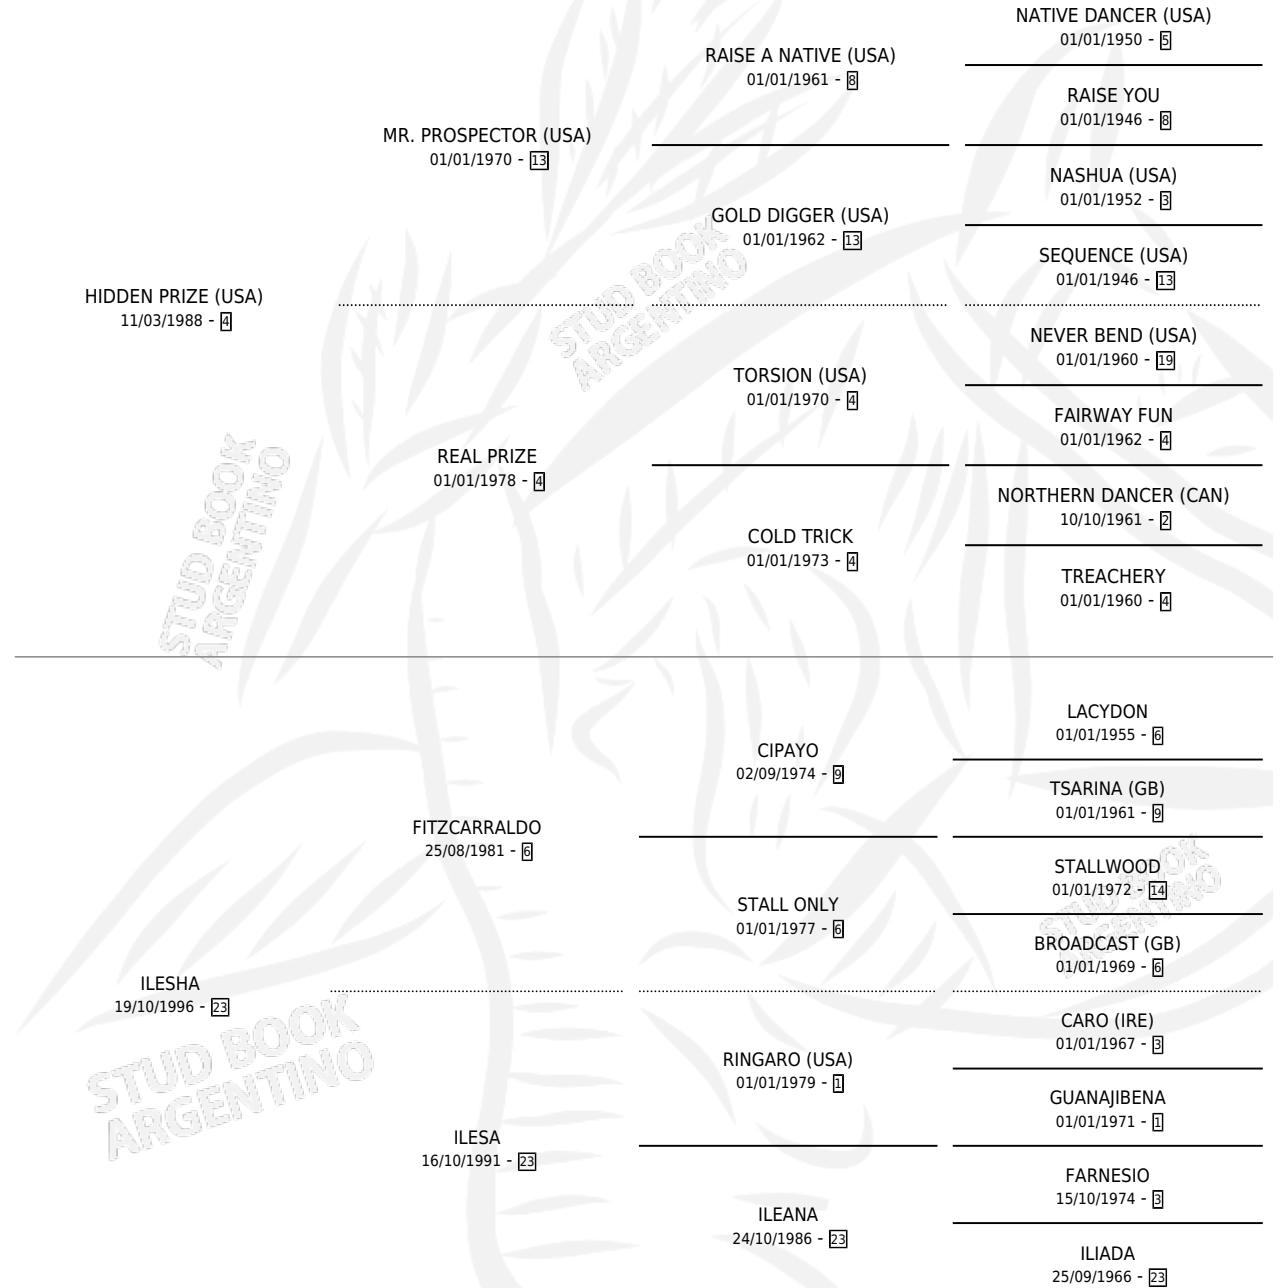 NATIVE DANCER (USA)
01/01/1950 - 5
RAISE A NATIVE (USA)
01/01/1961 - 8
RAISE YOU
01/01/1946 - 8
MR. PROSPECTOR (USA)
01/01/1970 - 13
NASHUA (USA)
01/01/1952 - 3
GOLD DIGGER (USA)
01/01/1962 - 13
SEQUENCE (USA)
01/01/1946 - 13
HIDDEN PRIZE (USA)
11/03/1988 - 4
STUD BOOK
ARGENTINO
NEVER BEND (USA)
01/01/1960 - 19
TORSION (USA)
01/01/1970 - 4
FAIRWAY FUN
01/01/1962 - 4
REAL PRIZE
01/01/1978 - 4
NORTHERN DANCER (CAN)
10/10/1961 - 2
COLD TRICK
01/01/1973 - 4
TREACHERY
01/01/1960 - 4
STUD BOOK
ARGENTINO
LACYDON
01/01/1955 - 6
CIPAYO
02/09/1974 - 9
TSARINA (GB)
01/01/1961 - 9
FITZCARRALDO
25/08/1981 - 6
STALLWOOD
01/01/1972 - 14
STALL ONLY
01/01/1977 - 6
BROADCAST (GB)
01/01/1969 - 6
STUD BOOK
ARGENTINO
ILESHA
19/10/1996 - 23
CARO (IRE)
01/01/1967 - 3
RINGARO (USA)
01/01/1979 - 1
GUANAJIBENA
01/01/1971 - 1
STUD BOOK
ARGENTINO
ILESA
16/10/1991 - 23
FARNESIO
15/10/1974 - 3
ILEANA
24/10/1986 - 23
ILIADA
25/09/1966 - 23